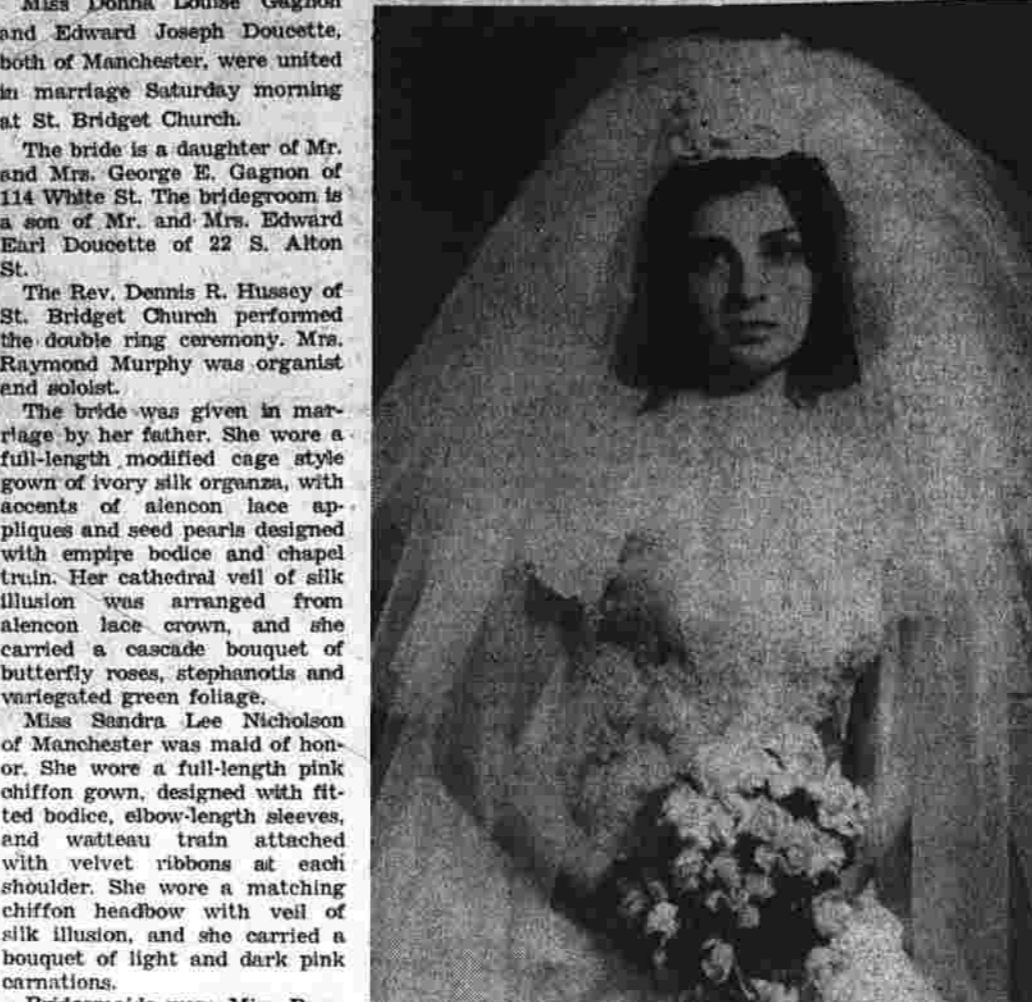 Miss Donna Louise Gagnon
and Edward Joseph Doucette,
both of Manchester, were united
in marriage Saturday morning
at St. Bridget Church.
The bride is a daughter of Mr.
and Mrs. George E. Gagnon of
114 White St. The bridegroom is
a son of Mr. and Mrs. Edward
Earl Doucette of 22 S. Alton
St.
The Rev. Dennis R. Hussey of
St. Bridget Church performed
the double ring ceremony. Mrs.
Raymond Murphy was organist
and soloist.
The bride was given in mar-
riage by her father. She wore a
full-length modified cage style
gown of ivory silk organza, with
accents of alencon lace ap-
pliques and seed pearls designed
with empire bodice and chapel
train. Her cathedral veil of silk
illusion was arranged from
alencon lace crown, and she
carried a cascade bouquet of
butterfly roses, stephanotis and
variegated green foliage.
Miss Sandra Lee Nicholson
of Manchester was maid of hon-
or. She wore a full-length pink
chiffon gown, designed with fit-
ted bodice, elbow-length sleeves,
and watteau train attached
with velvet ribbons at each
shoulder. She wore a matching
chiffon headbow with veil of
silk illusion, and she carried a
bouquet of light and dark pink
carnations.
Bridesmaids were Miss